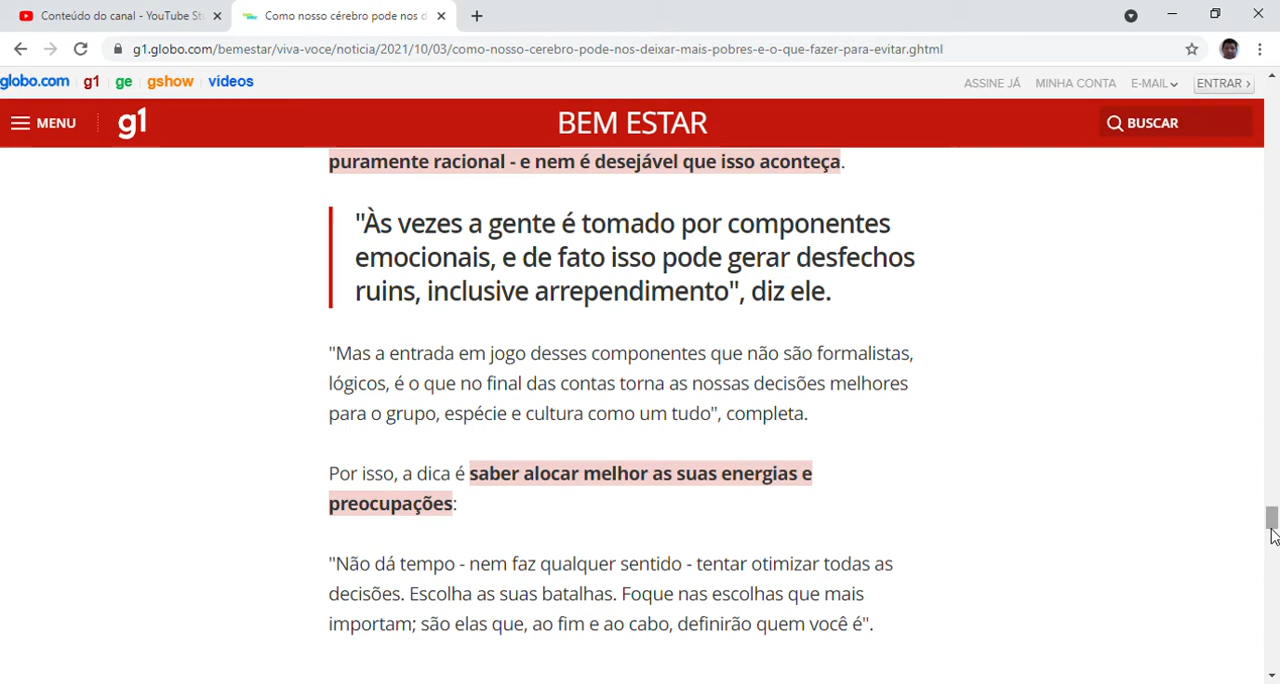 Conteúdo do canal - YouTube St
Como nosso cérebro pode nos d
g1.globo.com/bemestar/viva-voce/noticia/2021/10/03/como-nosso-cerebro-pode-nos-deixar-mais-pobres-e-o-que-fazer-para-evitar.ghtml
globo.com g1 ge gshow videos
ASSINE JÁ MINHA CONTA E-MAIL ENTRAR ›
MENU g1 BEM ESTAR BUSCAR
puramente racional - e nem é desejável que isso aconteça.
"Às vezes a gente é tomado por componentes
emocionais, e de fato isso pode gerar desfechos
ruins, inclusive arrependimento", diz ele.
"Mas a entrada em jogo desses componentes que não são formalistas,
lógicos, é o que no final das contas torna as nossas decisões melhores
para o grupo, espécie e cultura como um tudo", completa.
Por isso, a dica é saber alocar melhor as suas energias e
preocupações:
"Não dá tempo - nem faz qualquer sentido - tentar otimizar todas as
decisões. Escolha as suas batalhas. Foque nas escolhas que mais
importam; são elas que, ao fim e ao cabo, definirão quem você é".